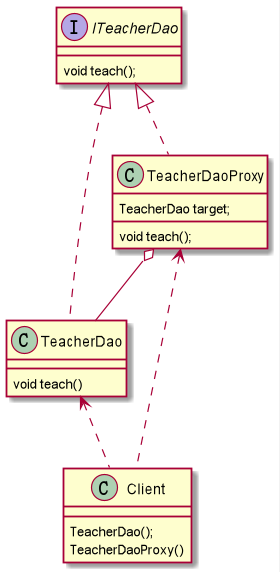 I ITeacherDao
void teach();
C TeacherDaoProxy
TeacherDao target;
void teach();
C TeacherDao
void teach()
C Client
TeacherDao();
TeacherDaoProxy()